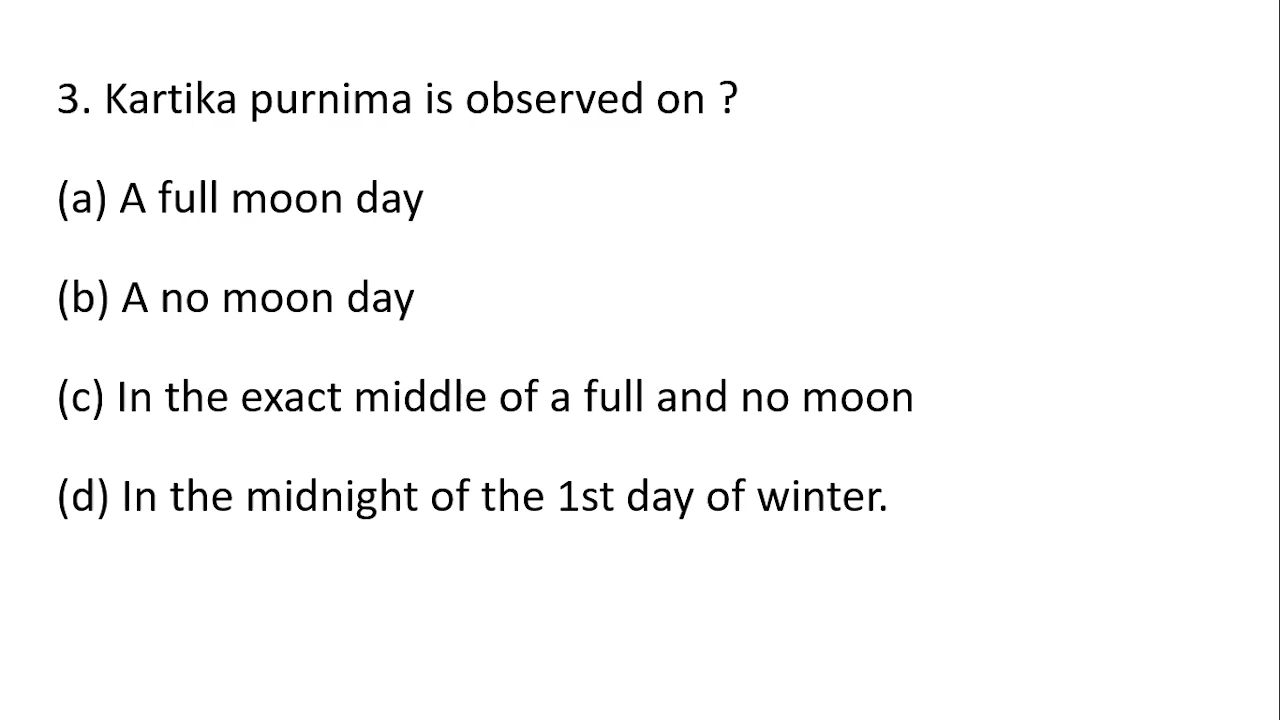 3. Kartika purnima is observed on ?
(a) A full moon day
(b) A no moon day
(c) In the exact middle of a full and no moon
(d) In the midnight of the 1st day of winter.